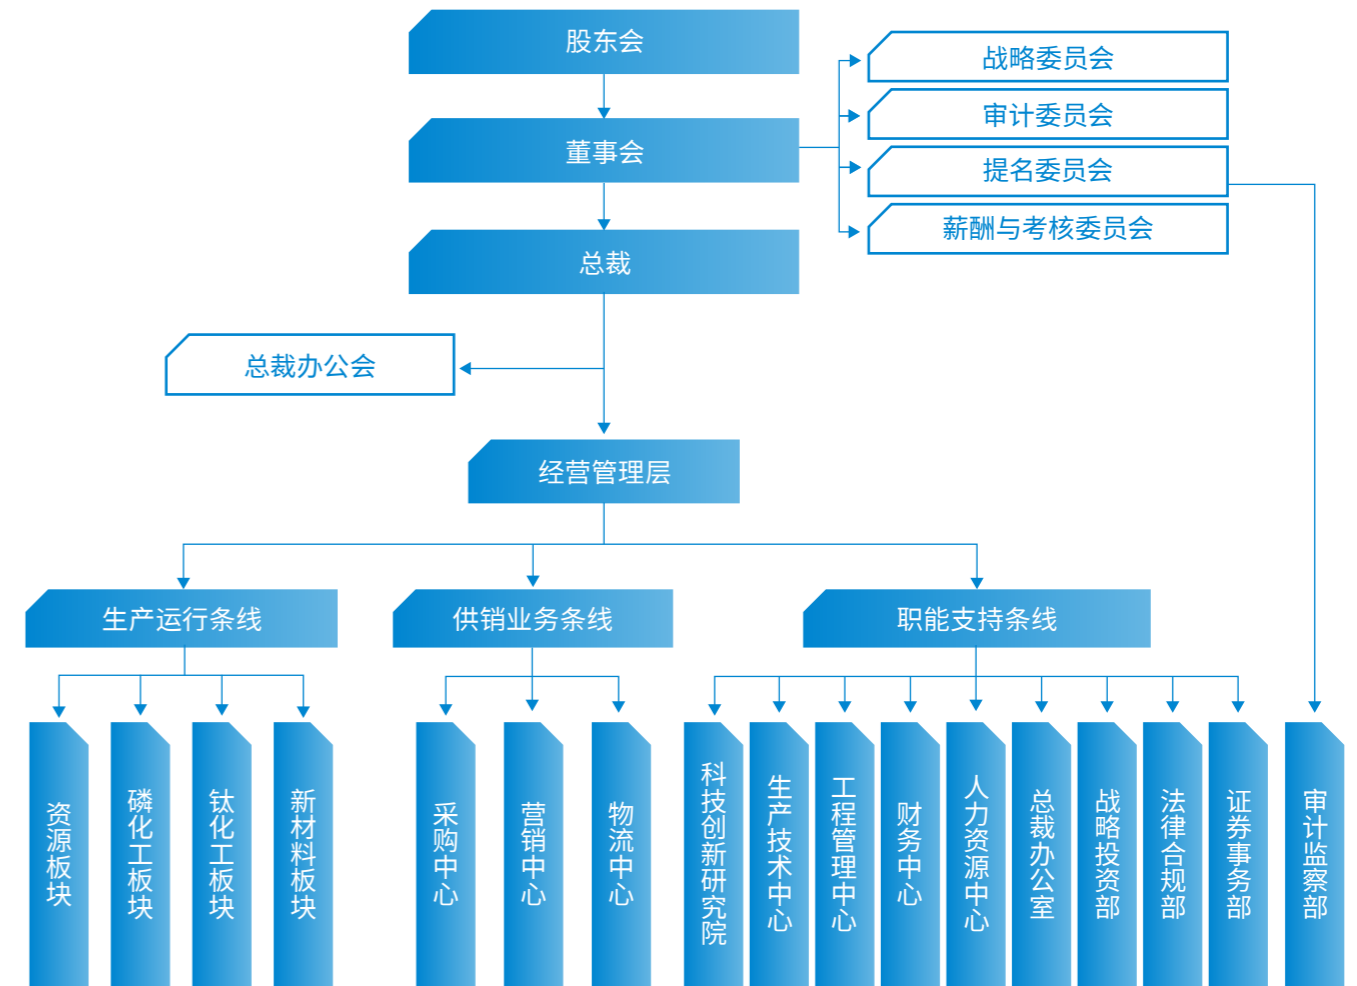 股东会
战略委员会
审计委员会
董事会
提名委员会
薪酬与考核委员会
总裁
总裁办公会
经营管理层
生产运行条线
供销业务条线
职能支持条线
资源板块
磷化工板块
钛化工板块
新材料板块
采购中心
营销中心
物流中心
科技创新研究院
生产技术中心
工程管理中心
财务中心
人力资源中心
总裁办公室
战略投资部
法律合规部
证券事务部
审计监察部